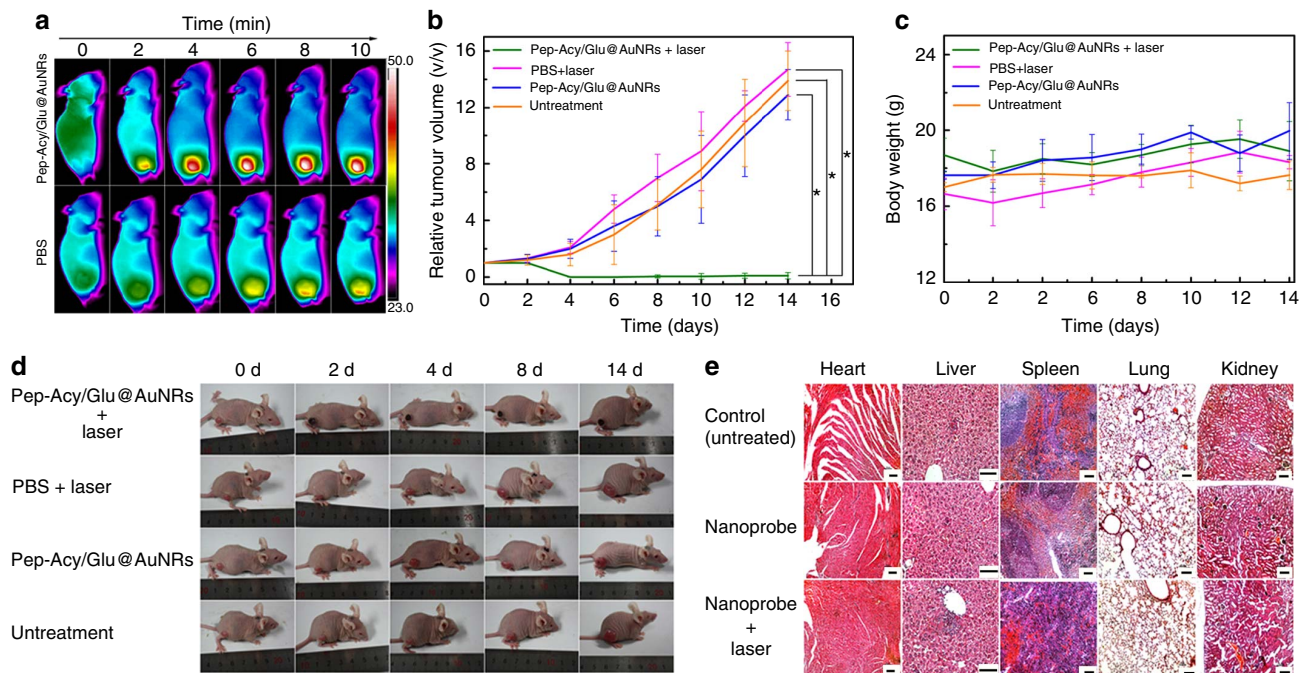 a
Time (min)
0 2 4 6 8 10
Pep-Acy/Glu@AuNRs
PBS
50.0
23.0
b
Relative tumour volume (v/v)
16
12
8
4
0
Pep-Acy/Glu@AuNRs + laser
PBS+laser
Pep-Acy/Glu@AuNRs
Untreatment
*
*
*
0 2 4 6 8 10 12 14 16
Time (days)
c
Body weight (g)
24
20
16
12
Pep-Acy/Glu@AuNRs + laser
PBS+laser
Pep-Acy/Glu@AuNRs
Untreatment
0 2 2 6 8 10 12 14
Time (days)
d
0 d 2 d 4 d 8 d 14 d
Pep-Acy/Glu@AuNRs
+
laser
PBS + laser
Pep-Acy/Glu@AuNRs
Untreatment
e
Heart Liver Spleen Lung Kidney
Control
(untreated)
Nanoprobe
Nanoprobe
+
laser